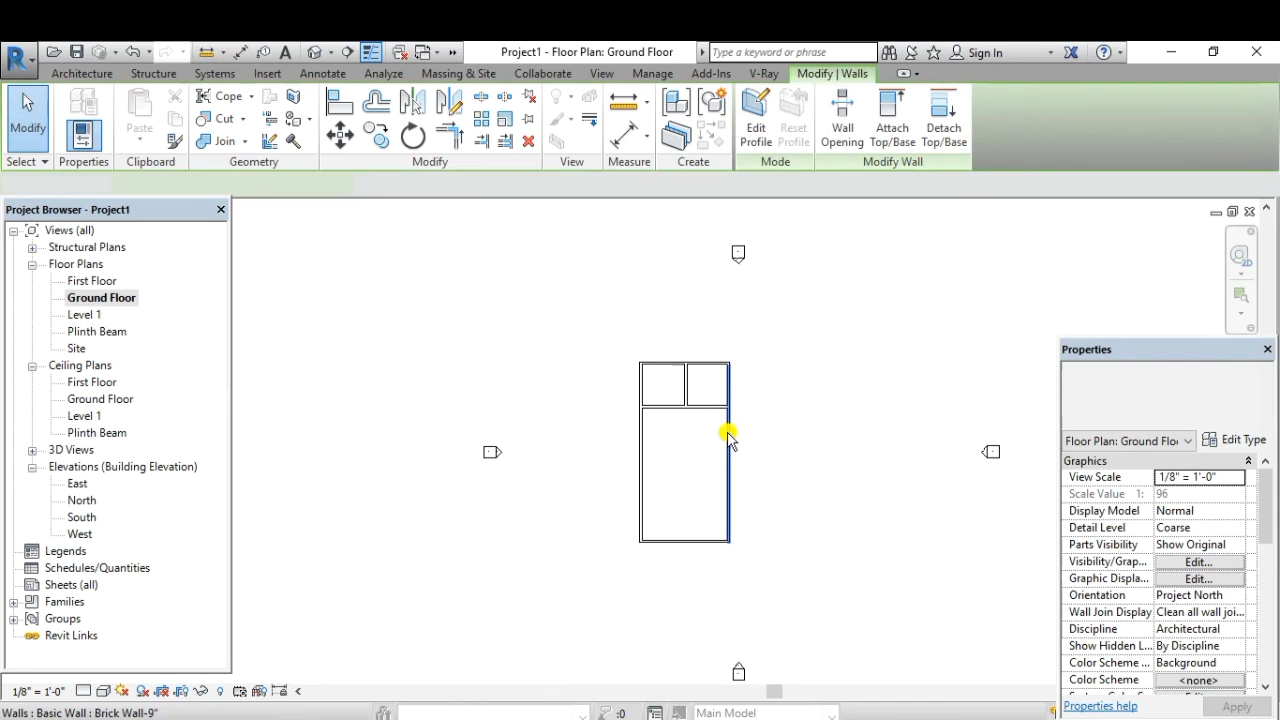 Project1 - Floor Plan: Ground Floor
Type a keyword or phrase
Sign In
Architecture
Structure
Systems
Insert
Annotate
Analyze
Massing & Site
Collaborate
View
Manage
Add-Ins
V-Ray
Modify | Walls
Modify
Select
Properties
Paste
Clipboard
Cope
Cut
Join
Geometry
Modify
View
Measure
Create
Edit
Profile
Reset
Profile
Mode
Wall
Opening
Attach
Top/Base
Detach
Top/Base
Modify Wall
Project Browser - Project1
Views (all)
Structural Plans
Floor Plans
First Floor
Ground Floor
Level 1
Plinth Beam
Site
Ceiling Plans
First Floor
Ground Floor
Level 1
Plinth Beam
3D Views
Elevations (Building Elevation)
East
North
South
West
Legends
Schedules/Quantities
Sheets (all)
Families
Groups
Revit Links
2D
Properties
Floor Plan: Ground Floo
Edit Type
Graphics
View Scale 1/8" = 1'-0"
Scale Value 1: 96
Display Model Normal
Detail Level Coarse
Parts Visibility Show Original
Visibility/Grap... Edit...
Graphic Displa... Edit...
Orientation Project North
Wall Join Display Clean all wall joi...
Discipline Architectural
Show Hidden L... By Discipline
Color Scheme ... Background
Color Scheme <none>
Properties help
Apply
1/8" = 1'-0"
Walls : Basic Wall : Brick Wall-9"
:0
Main Model